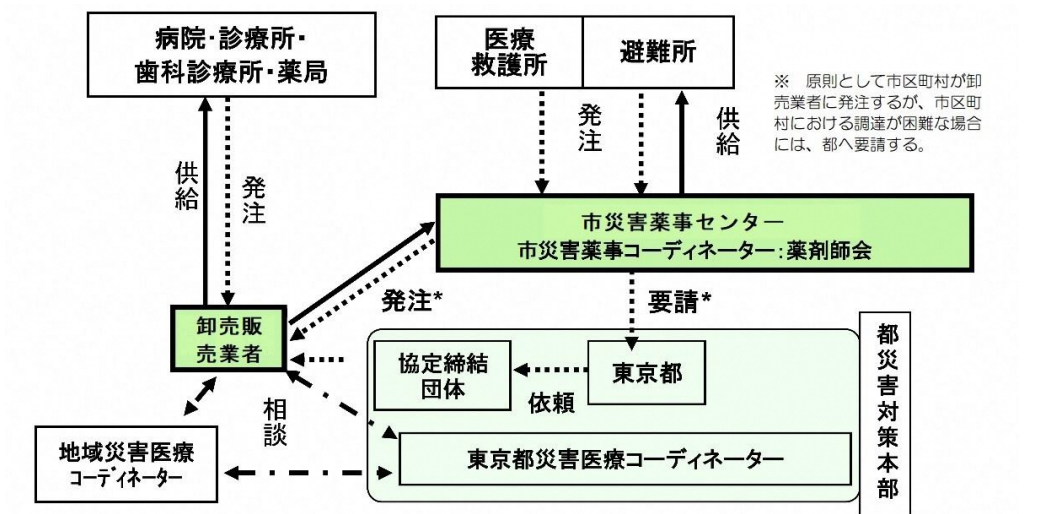 病院・診療所・
歯科診療所・薬局
医療
救護所
避難所
※　原則として市区町村が卸
売業者に発注するが、市区町
村における調達が困難な場合
には、都へ要請する。
供給
発注
発注
供給
市災害薬事センター
市災害薬事コーディネーター：薬剤師会
発注*
要請*
卸売販
売業者
協定締結
団体
依頼
東京都
都災害対策本部
相談
地域災害医療
コーディネーター
東京都災害医療コーディネーター